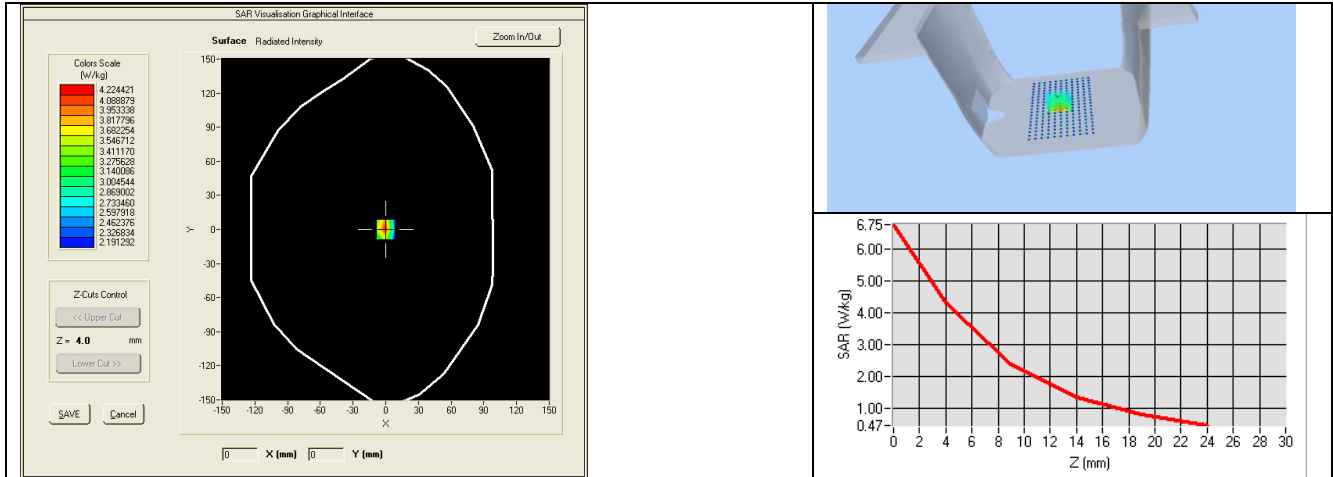 SAR Visualisation Graphical Interface
Surface Radiated Intensity
Zoom In/Out
Colors Scale
(W/kg)
4.224421
4.088879
3.953338
3.817796
3.682254
3.546712
3.411170
3.275628
3.140086
3.004544
2.869002
2.733460
2.597918
2.462376
2.326834
2.191292
Z-Cuts Control
<< Upper Cut
Z = 4.0 mm
Lower Cut >>
SAVE Cancel
150
120
90
60
30
Y 0
-30
-60
-90
-120
-150
-150 -120 -90 -60 -30 0 30 60 90 120 150
X
0 X (mm) 0 Y (mm)
6.75
6.00
5.00
4.00
3.00
2.00
1.00
0.47
SAR (W/kg)
0 2 4 6 8 10 12 14 16 18 20 22 24 26 28 30
Z (mm)